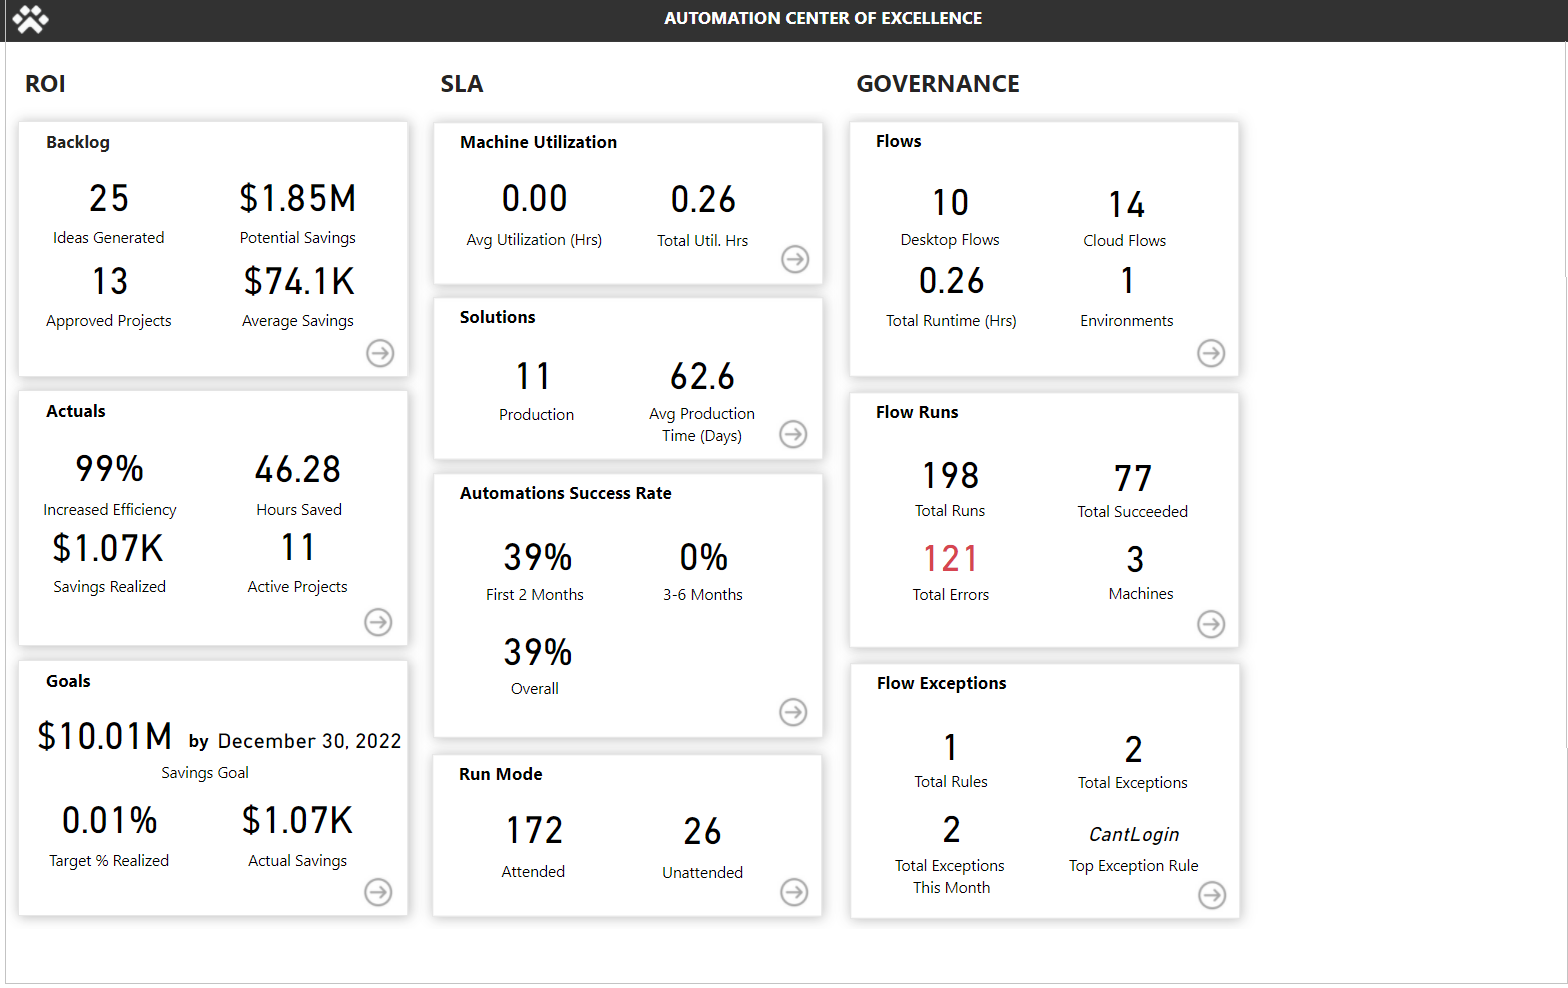 AUTOMATION CENTER OF EXCELLENCE
ROI
Backlog
25 $1.85M
Ideas Generated Potential Savings
13 $74.1K
Approved Projects Average Savings
Actuals
99% 46.28
Increased Efficiency Hours Saved
$1.07K 11
Savings Realized Active Projects
Goals
$10.01M by December 30, 2022
Savings Goal
0.01% $1.07K
Target % Realized Actual Savings
SLA
Machine Utilization
0.00 0.26
Avg Utilization (Hrs) Total Util. Hrs
Solutions
11 62.6
Production Avg Production
Time (Days)
Automations Success Rate
39% 0%
First 2 Months 3-6 Months
39%
Overall
Run Mode
172 26
Attended Unattended
GOVERNANCE
Flows
10 14
Desktop Flows Cloud Flows
0.26 1
Total Runtime (Hrs) Environments
Flow Runs
198 77
Total Runs Total Succeeded
121 3
Total Errors Machines
Flow Exceptions
1 2
Total Rules Total Exceptions
2 CantLogin
Total Exceptions Top Exception Rule
This Month